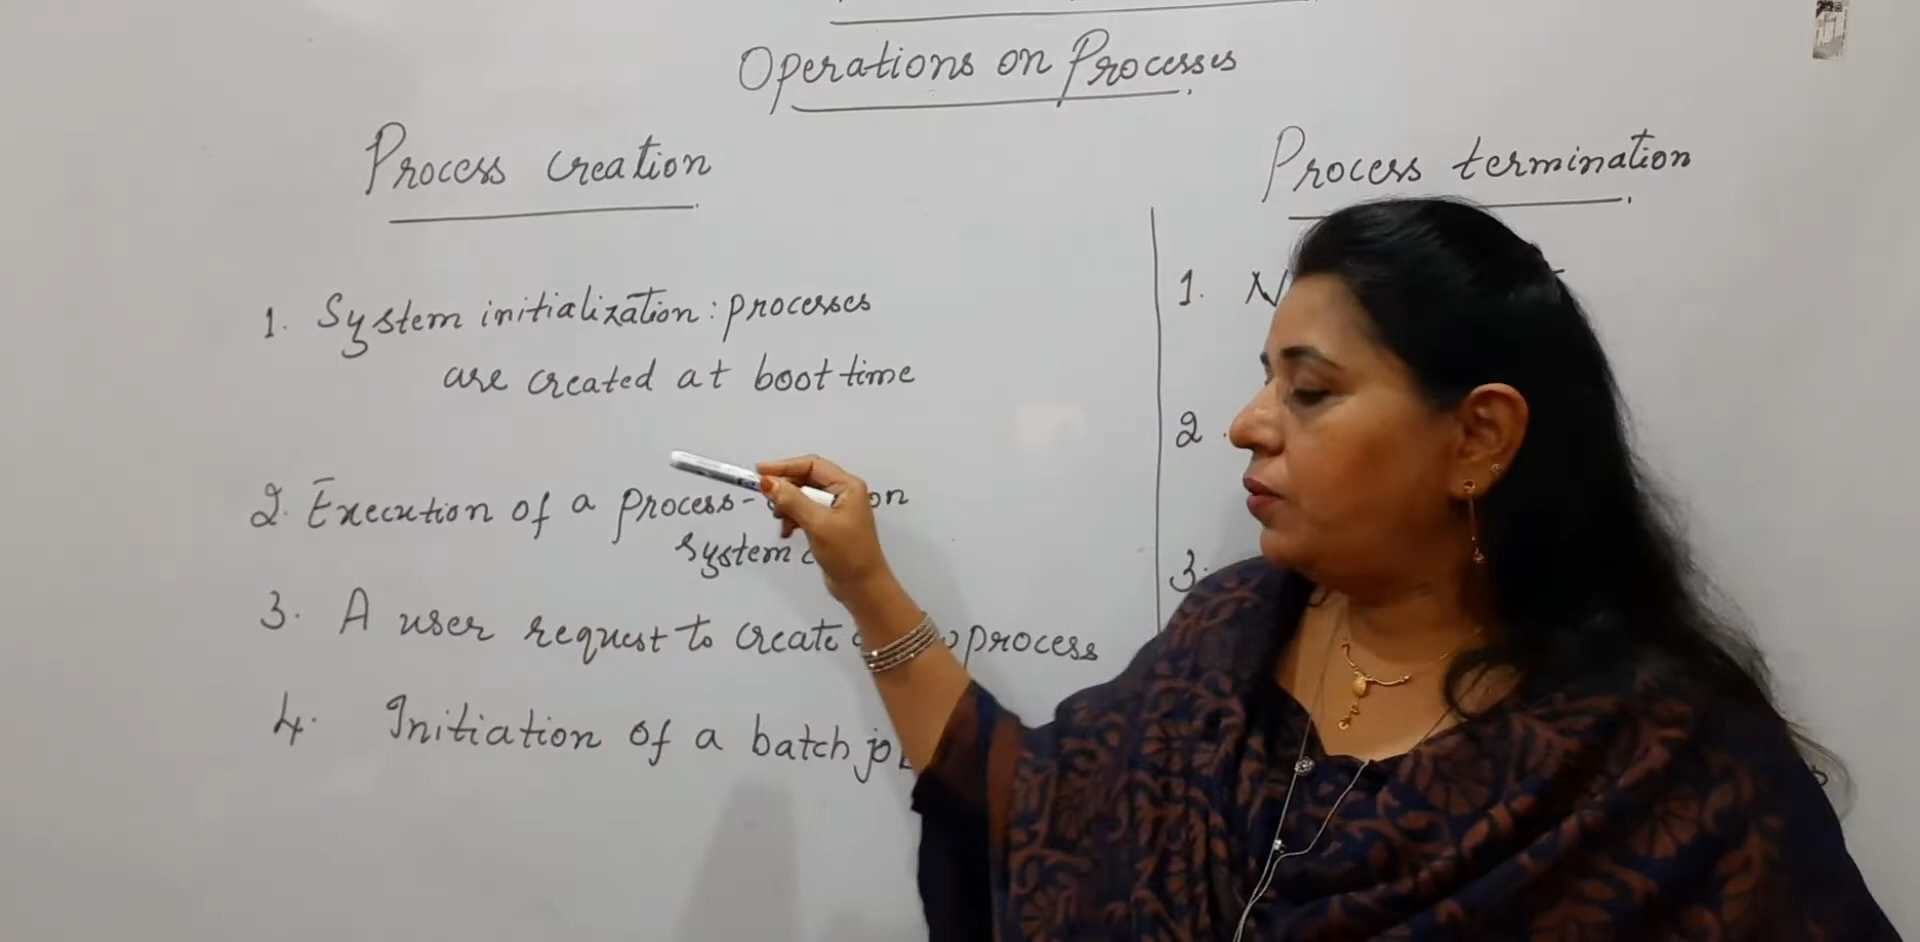 Operations on Processes
Process creation
1. System initialization: processes
are created at boot time
2. Execution of a process-
system
3. A user request to create process
4. Initiation of a batch
Process termination
1.
2.
3.